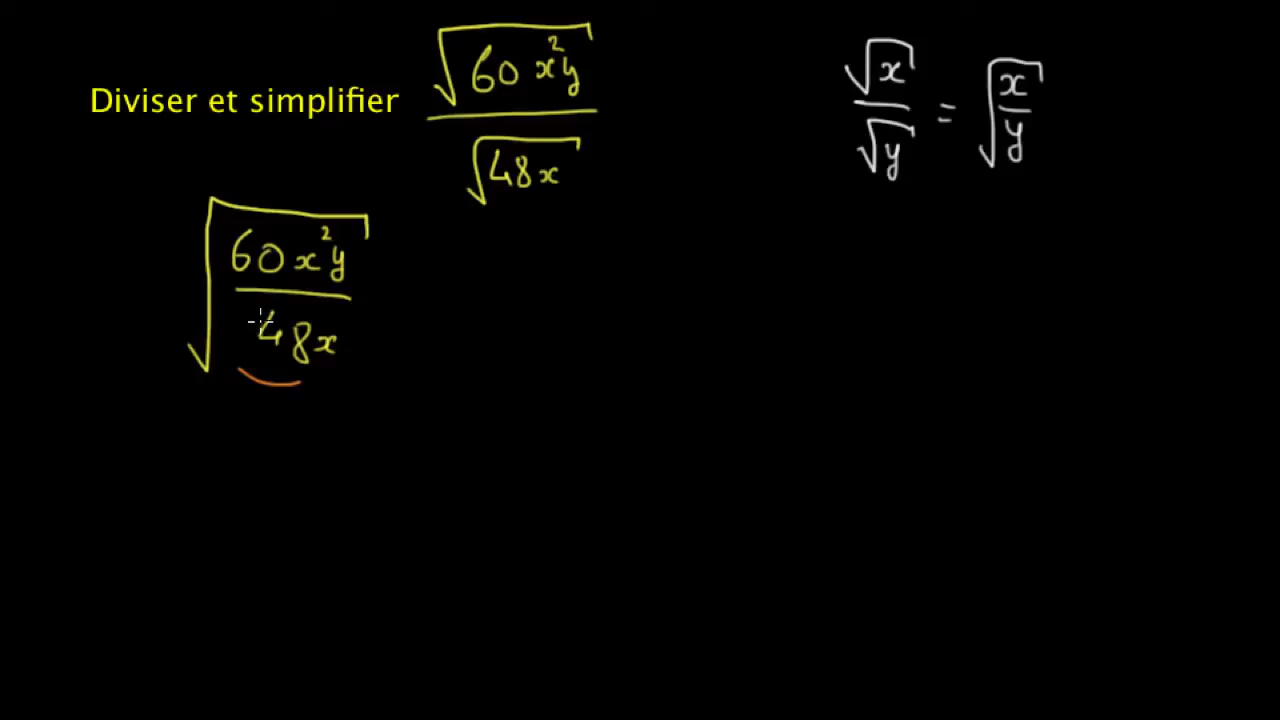 Diviser et simplifier √(60x²y) / √(48x)
√x / √y = √(x/y)
√(60x²y / 48x)